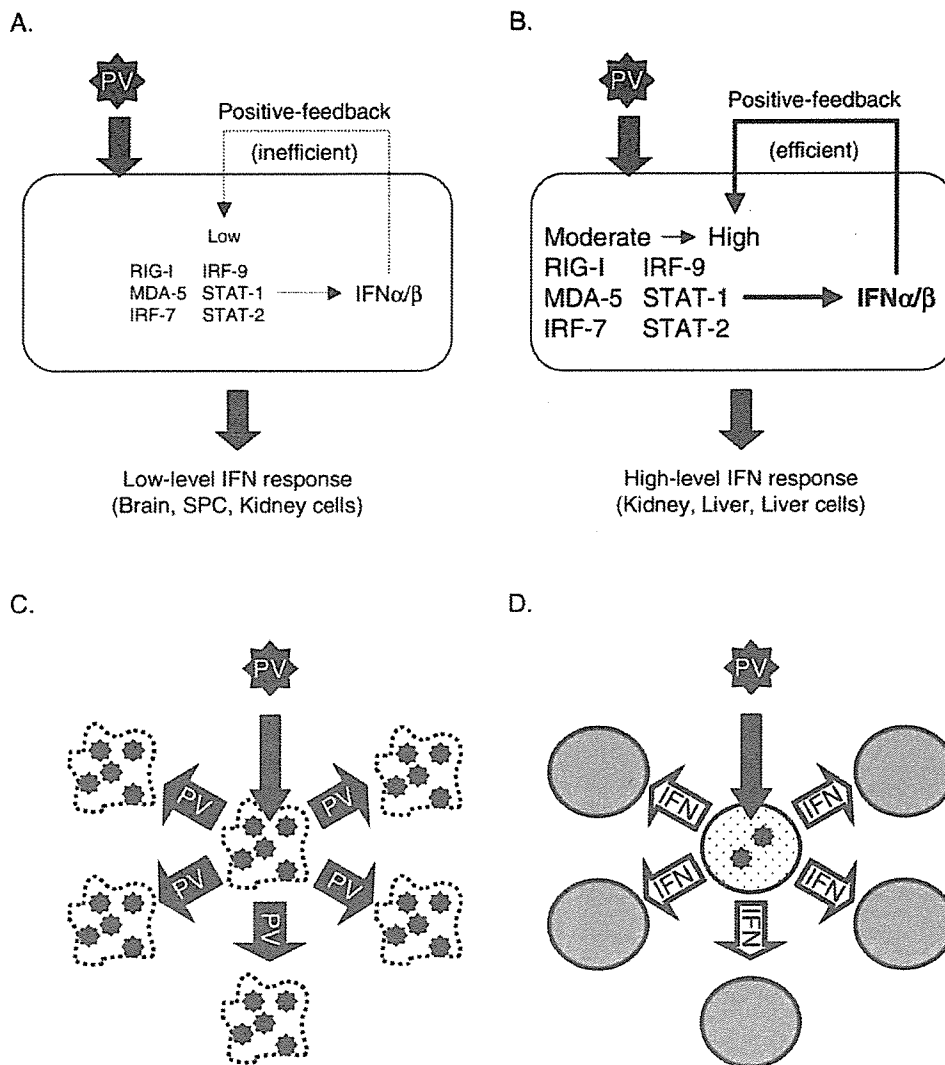 A.
PV
Positive-feedback
(inefficient)
Low
RIG-I IRF-9
MDA-5 STAT-1 IFNα/β
IRF-7 STAT-2
Low-level IFN response
(Brain, SPC, Kidney cells)
B.
PV
Positive-feedback
(efficient)
Moderate High
RIG-I IRF-9
MDA-5 STAT-1 IFNα/β
IRF-7 STAT-2
High-level IFN response
(Kidney, Liver, Liver cells)
C.
PV
PV
PV
PV
PV
PV
D.
PV
IFN
IFN
IFN
IFN
IFN